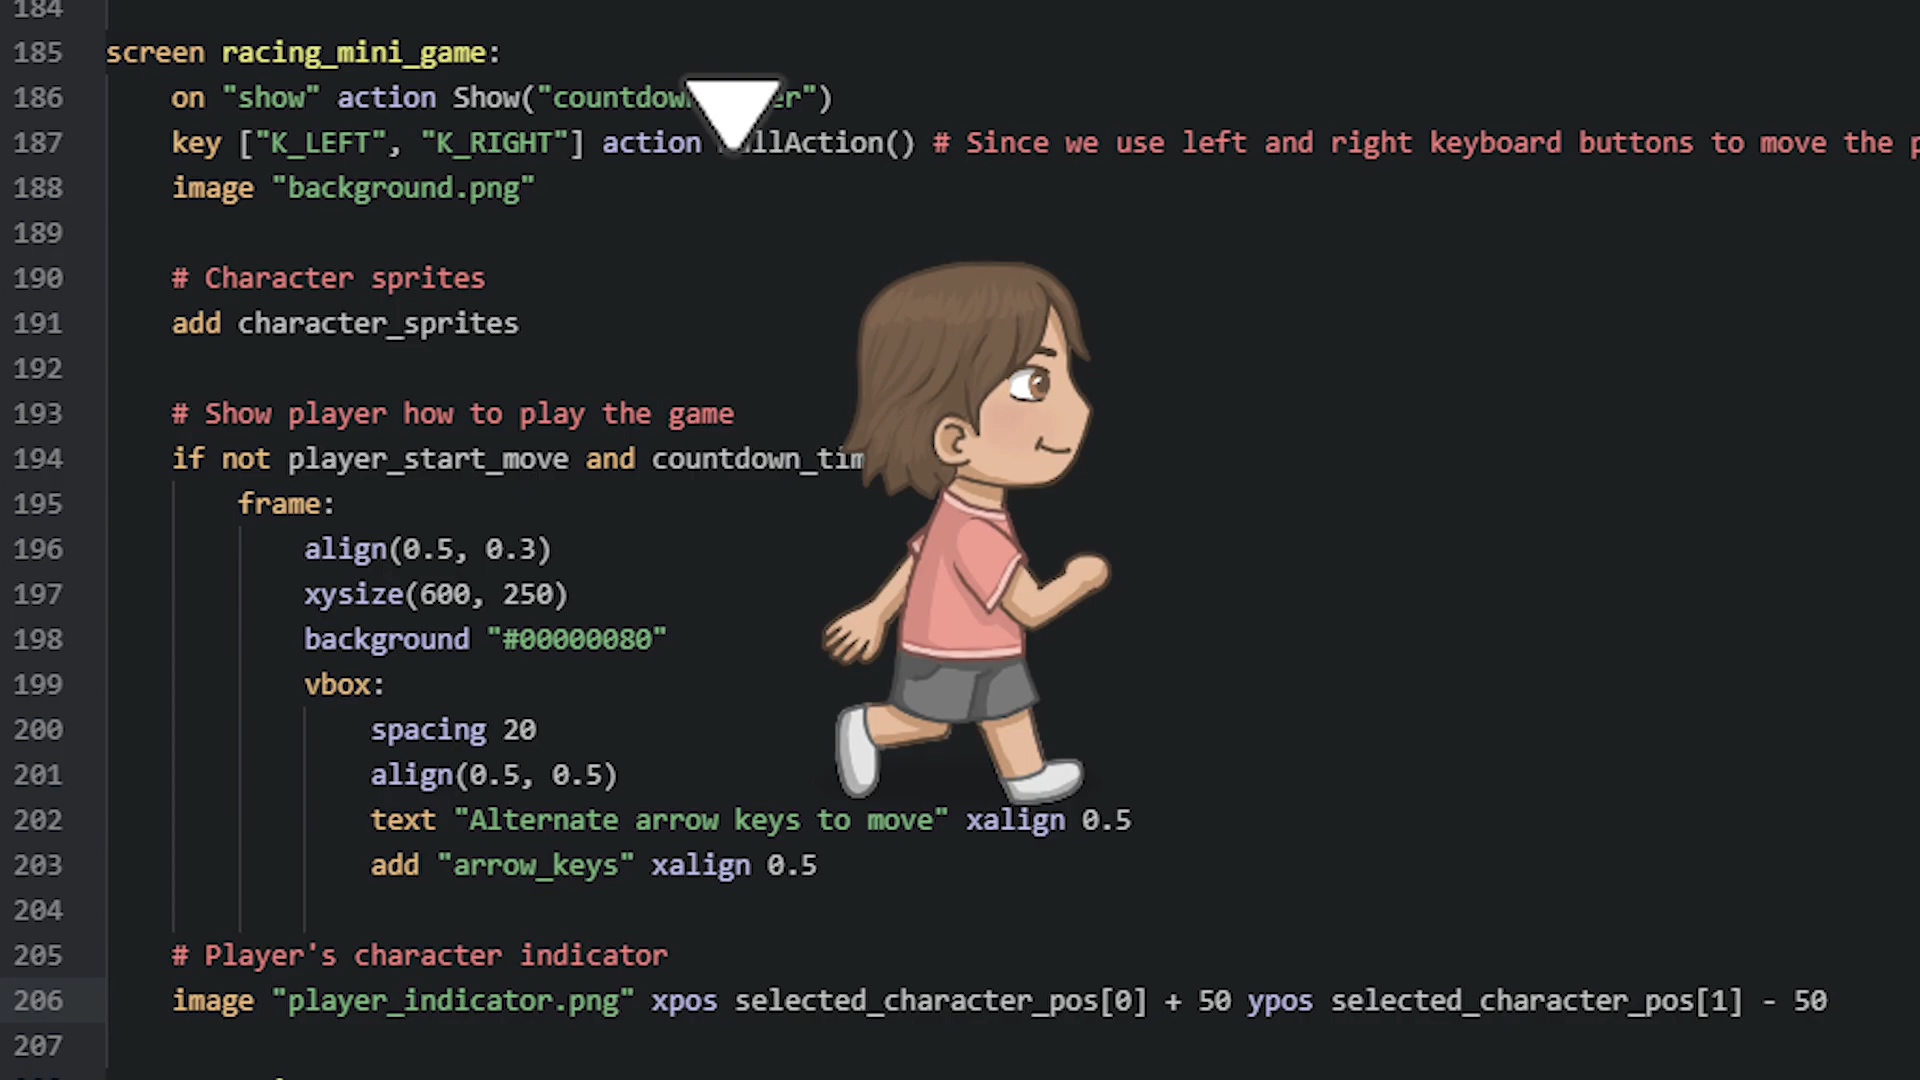 184
185 screen racing_mini_game:
186 on "show" action Show("countdown er")
187 key ["K_LEFT", "K_RIGHT"] action llAction() # Since we use left and right keyboard buttons to move the
188 image "background.png"
189
190 # Character sprites
191 add character_sprites
192
193 # Show player how to play the game
194 if not player_start_move and countdown_tim
195 frame:
196 align(0.5, 0.3)
197 xysize(600, 250)
198 background "#00000080"
199 vbox:
200 spacing 20
201 align(0.5, 0.5)
202 text "Alternate arrow keys to move" xalign 0.5
203 add "arrow_keys" xalign 0.5
204
205 # Player's character indicator
206 image "player_indicator.png" xpos selected_character_pos[0] + 50 ypos selected_character_pos[1] - 50
207